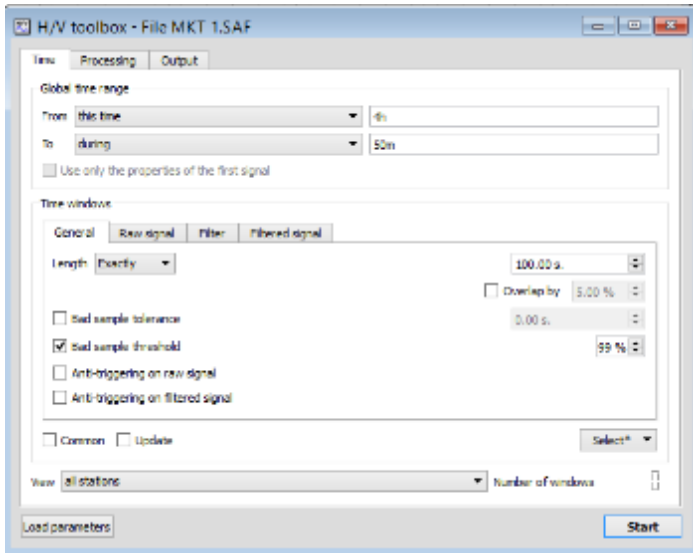 H/V toolbox - File MKT 1.SAF
Time Processing Output
Global time range
From this time 4h
To during 50m
Use only the properties of the first signal
Time windows
General Raw signal Filter Filtered signal
Length Exactly 100.00 s.
Overlap by 5.00 %
Bad sample tolerance 0.00 s.
Bad sample threshold 99 %
Anti-triggering on raw signal
Anti-triggering on filtered signal
Common Update Select*
View all stations Number of windows
Load parameters Start